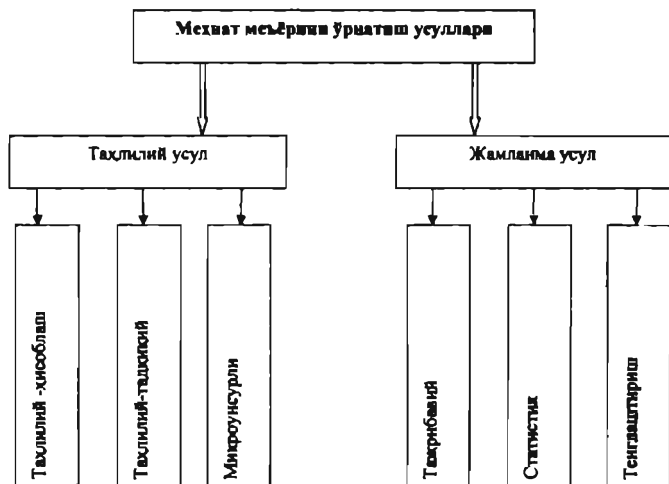 Меҳнат меъёрини ўрнатиш усуллари
Таҳлилий усул
Жамланма усул
Таҳлилий -ҳисоблаш
Таҳлилий-тадқиқий
Микроунсурли
Тажрибавий
Статистик
Тенглаштириш